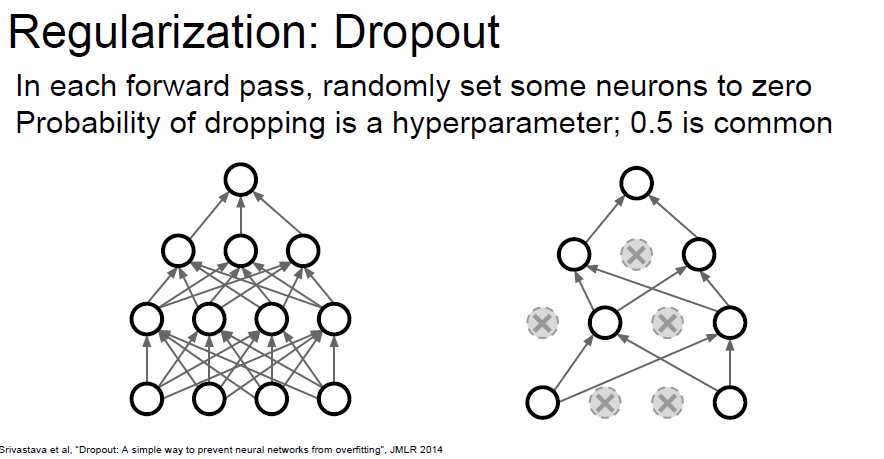 Regularization: Dropout
In each forward pass, randomly set some neurons to zero
Probability of dropping is a hyperparameter; 0.5 is common
Srivastava et al, "Dropout: A simple way to prevent neural networks from overfitting", JMLR 2014